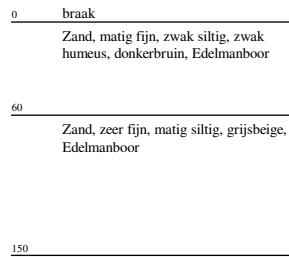 0 braak
Zand, matig fijn, zwak siltig, zwak
humeus, donkerbruin, Edelmanboor
60
Zand, zeer fijn, matig siltig, grijsbeige,
Edelmanboor
150